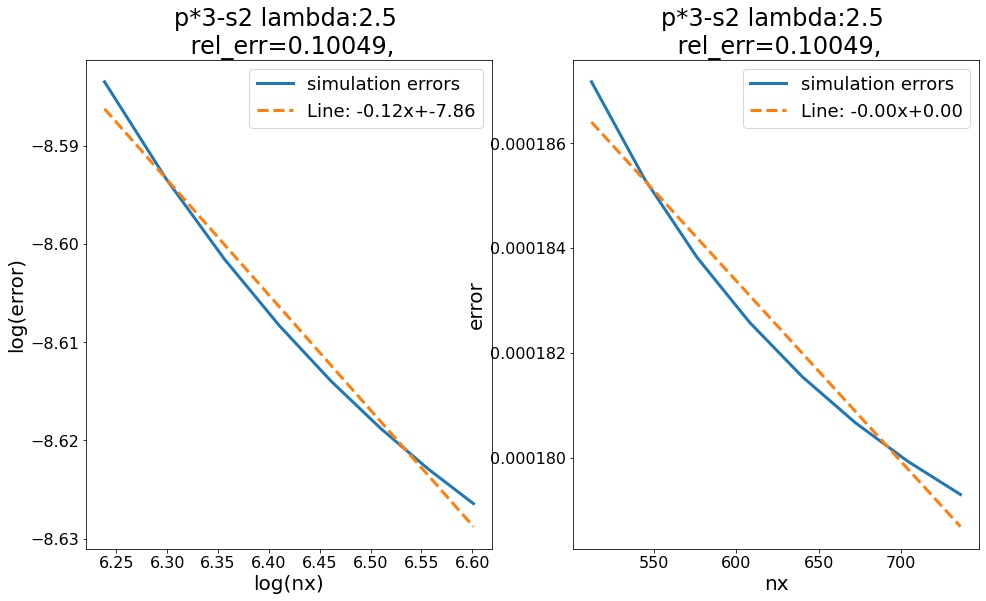 p*3-s2 lambda:2.5
rel_err=0.10049,
simulation errors
Line: -0.12x+-7.86
log(error)
−8.59
−8.60
−8.61
−8.62
−8.63
6.25 6.30 6.35 6.40 6.45 6.50 6.55 6.60
log(nx)
p*3-s2 lambda:2.5
rel_err=0.10049,
simulation errors
Line: -0.00x+0.00
error
0.000186
0.000184
0.000182
0.000180
550 600 650 700
nx